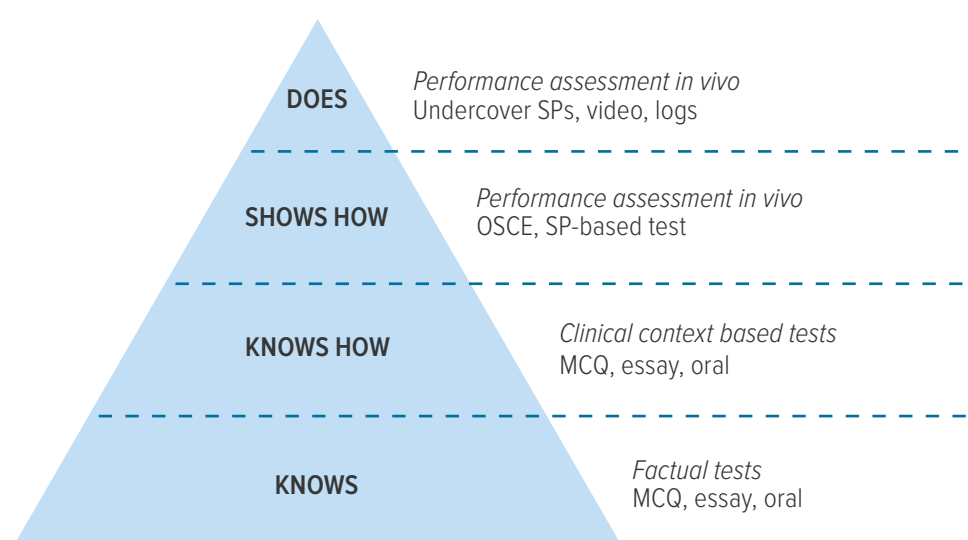 DOES
Performance assessment in vivo
Undercover SPs, video, logs
SHOWS HOW
Performance assessment in vivo
OSCE, SP-based test
KNOWS HOW
Clinical context based tests
MCQ, essay, oral
KNOWS
Factual tests
MCQ, essay, oral